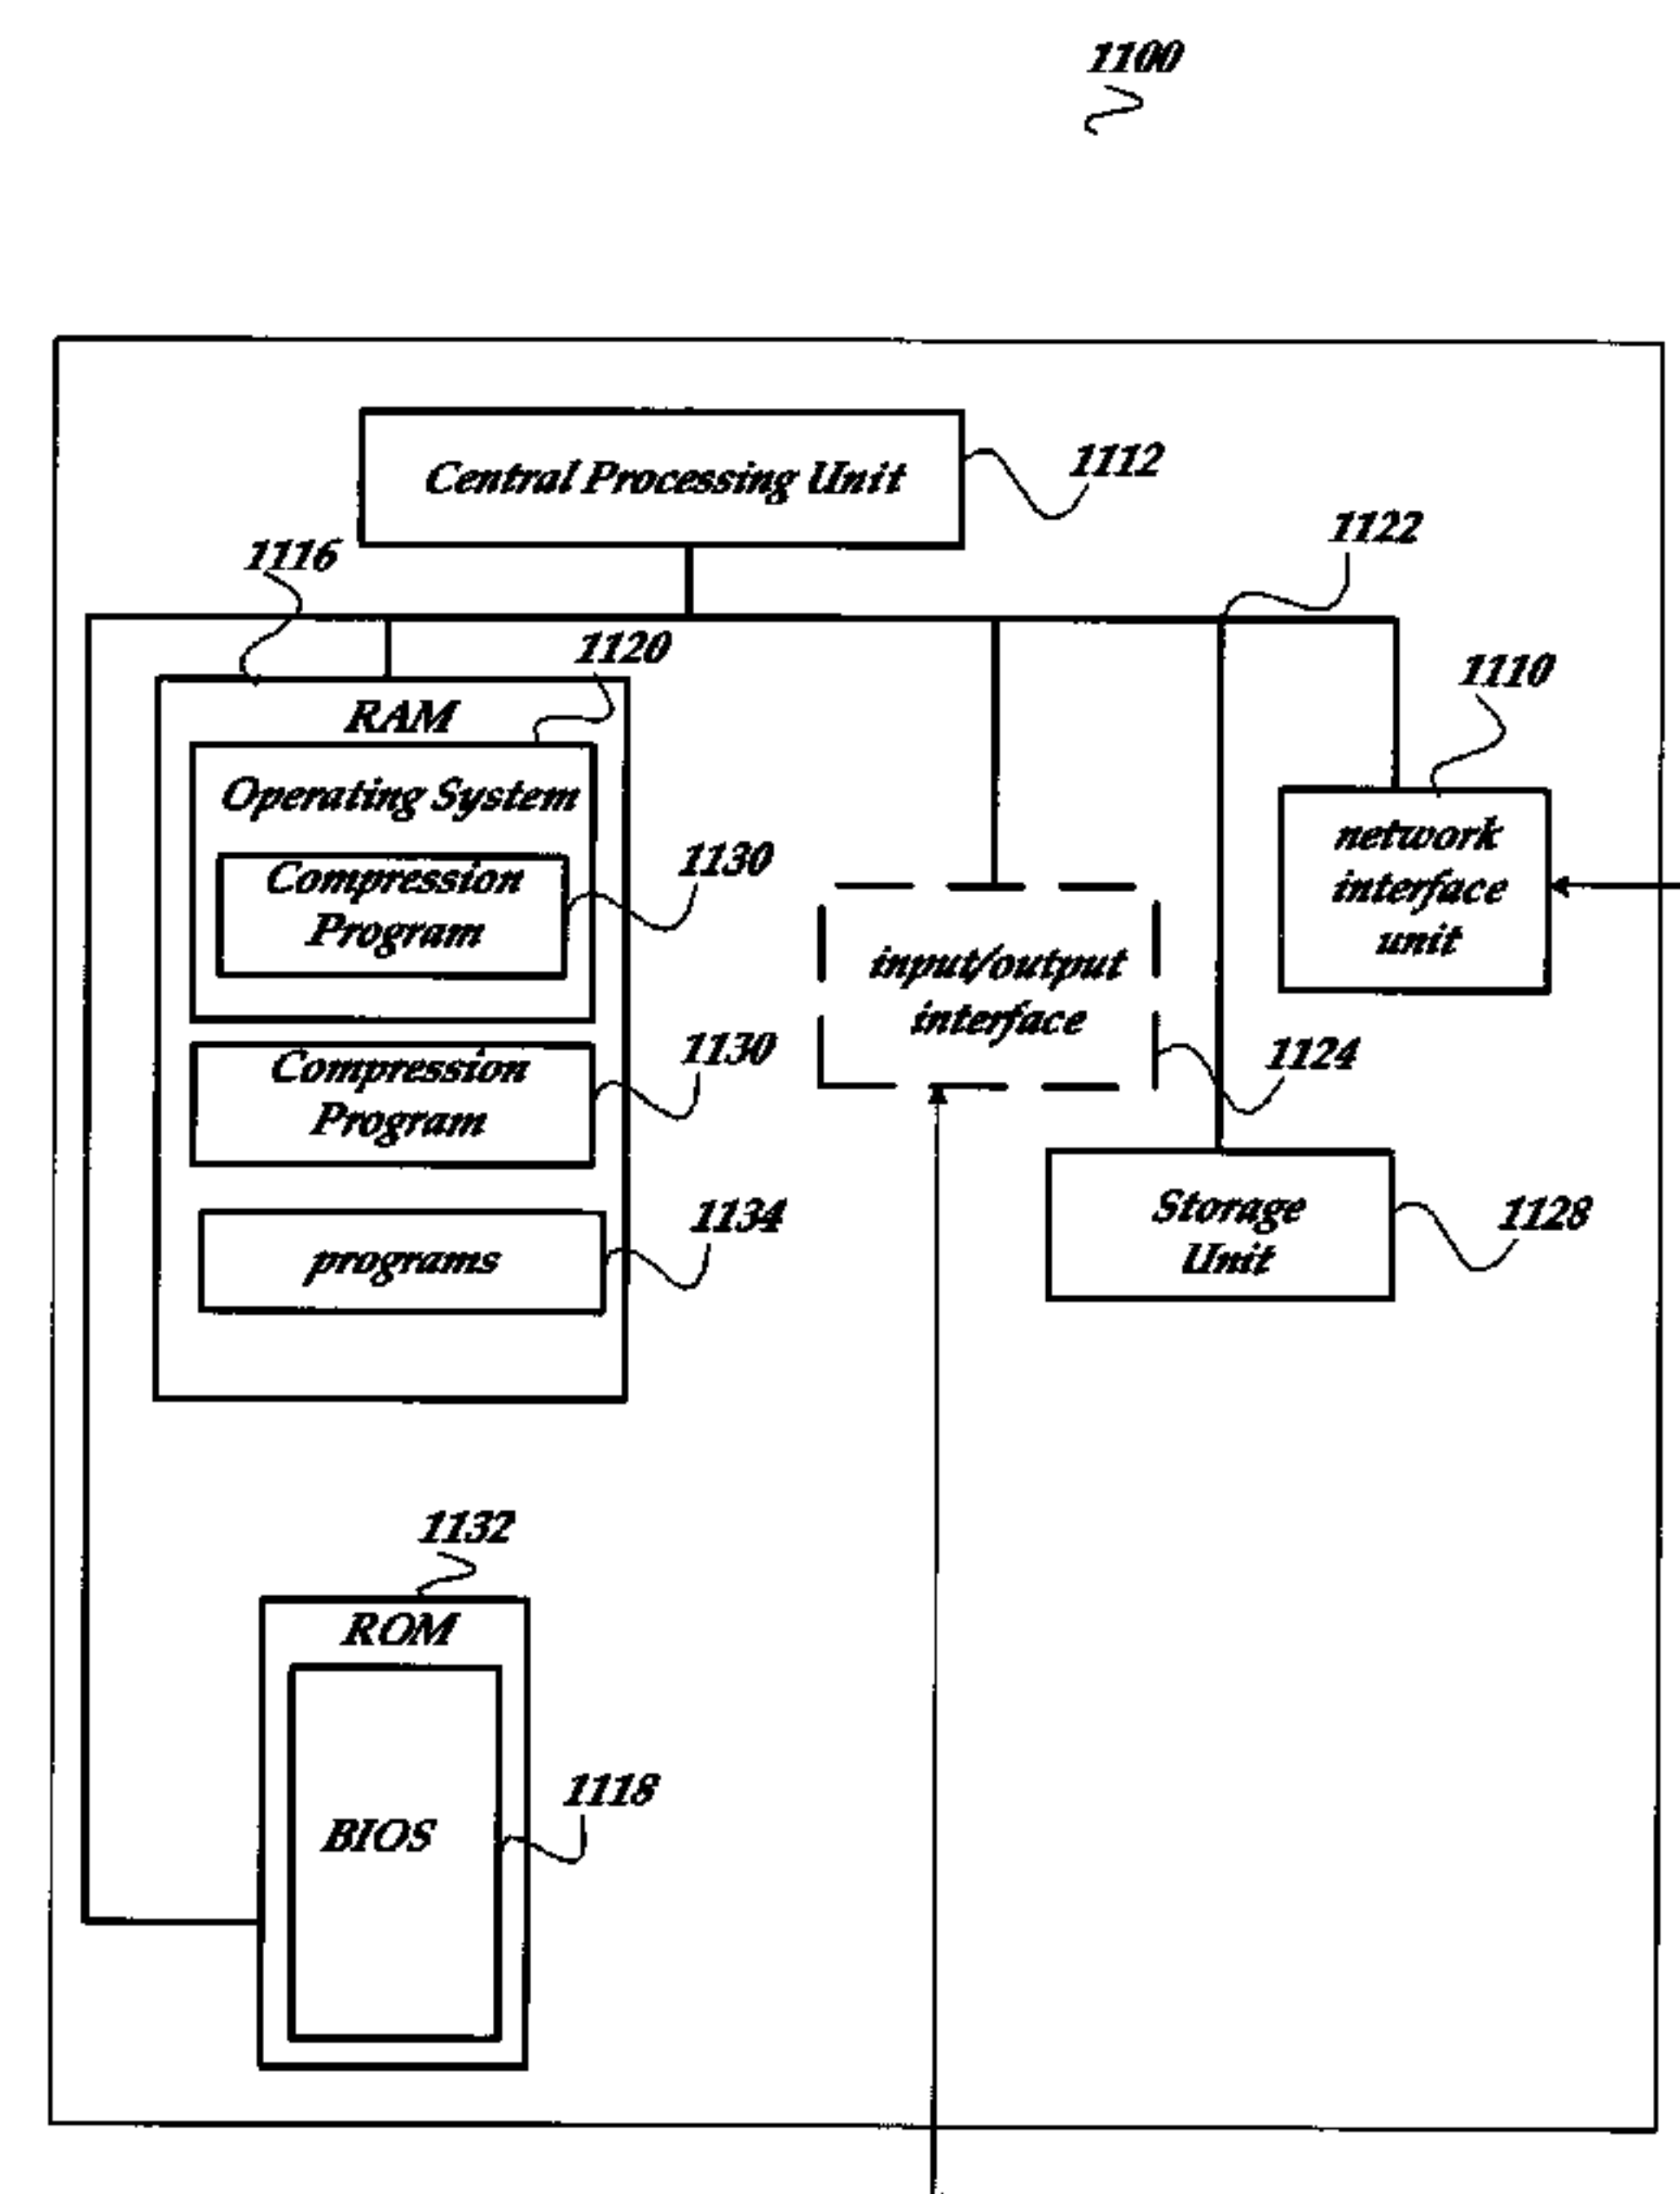 1100
Central Processing Unit
1112
1122
1116
1120
1110
RAM
Operating System
Compression
Program
1130
network
interface
unit
input/output
interface
1124
Compression
Program
1130
Storage
Unit
1128
programs
1134
1132
ROM
BIOS
1118